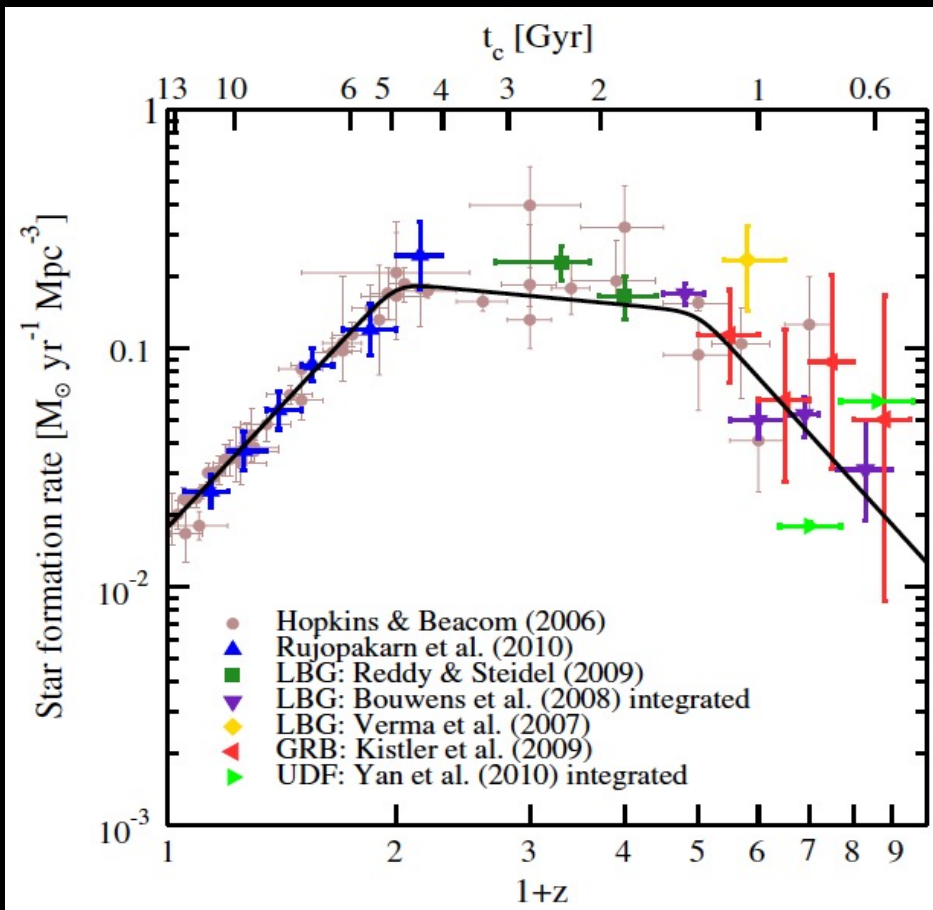 t_c [Gyr]
13 10 6 5 4 3 2 1 0.6
1
0.1
10^-2
10^-3
Star formation rate [M_⊙ yr^-1 Mpc^-3]
Hopkins & Beacom (2006)
Rujopakarn et al. (2010)
LBG: Reddy & Steidel (2009)
LBG: Bouwens et al. (2008) integrated
LBG: Verma et al. (2007)
GRB: Kistler et al. (2009)
UDF: Yan et al. (2010) integrated
1 2 3 4 5 6 7 8 9
1+z